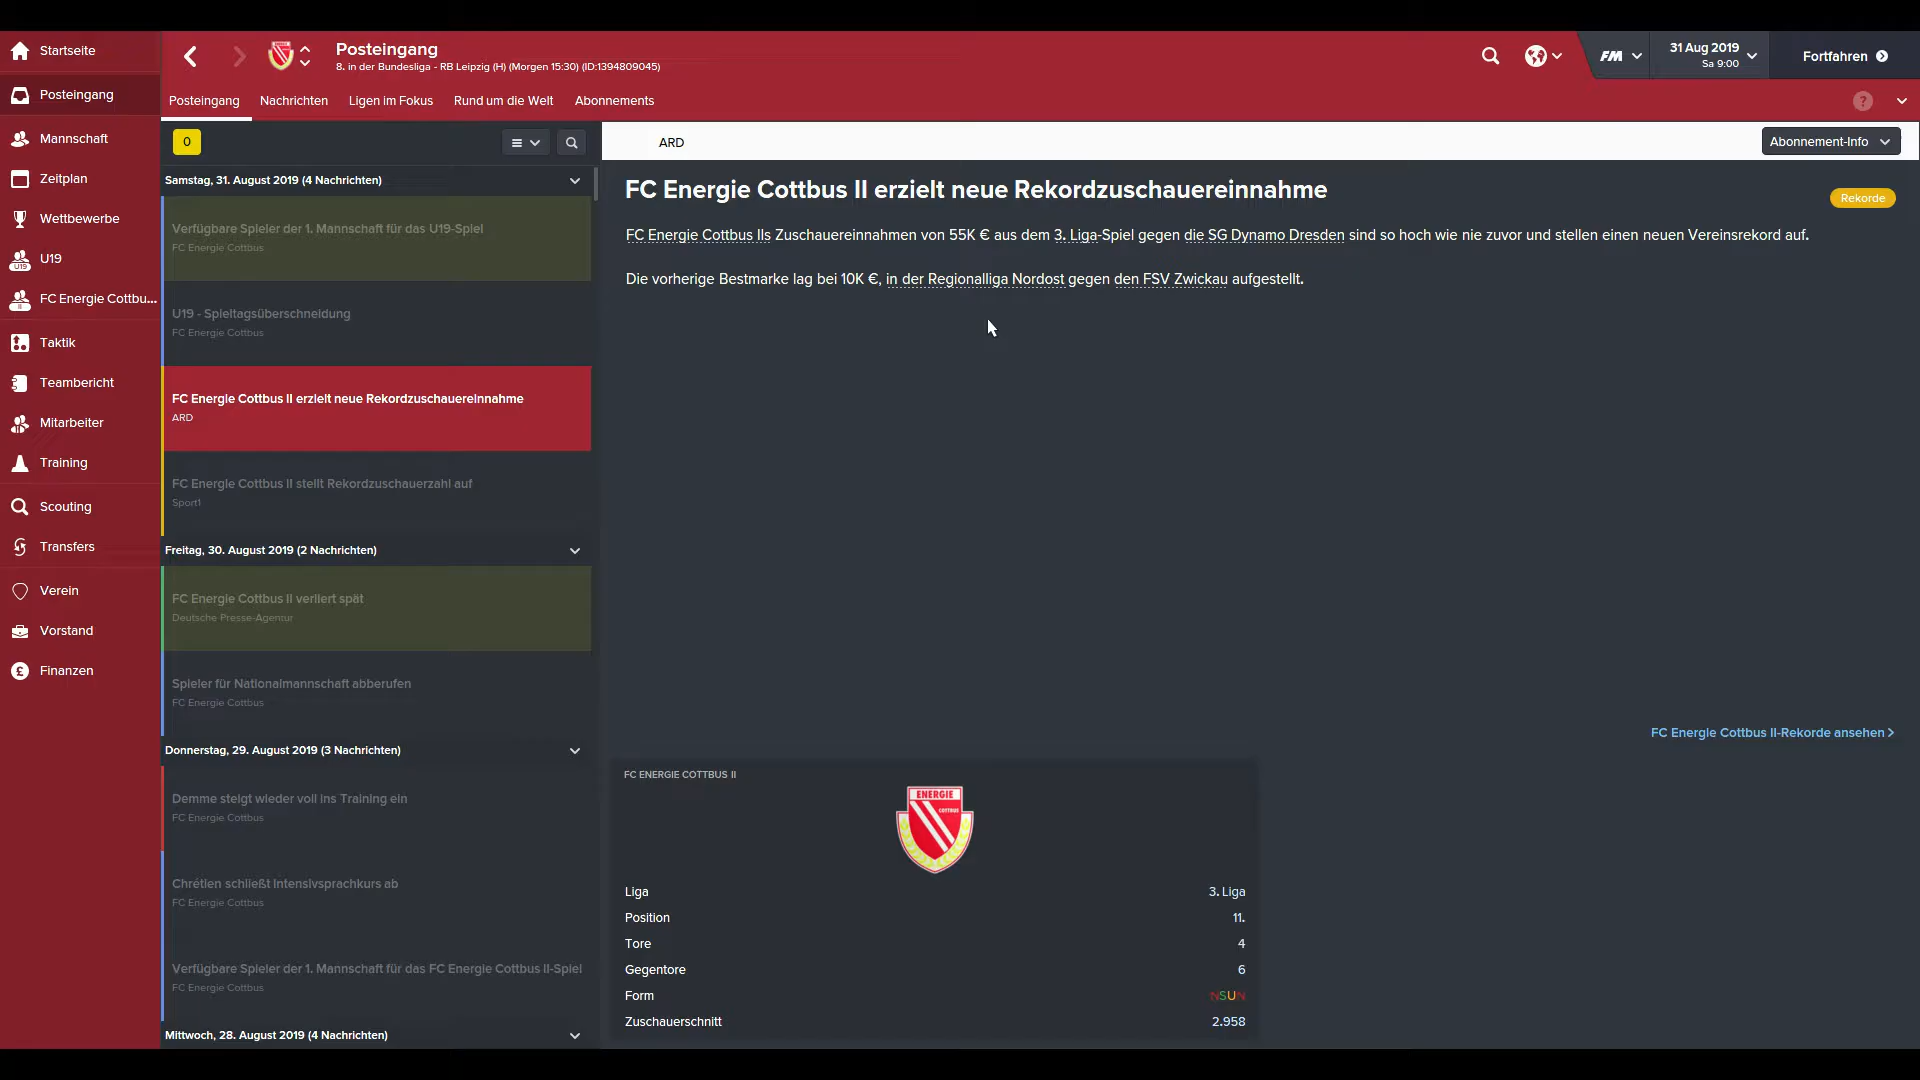 Startseite
Posteingang
Mannschaft
Zeitplan
Wettbewerbe
U19
U19
FC Energie Cottbu...
II
Taktik
Teambericht
Mitarbeiter
Training
Scouting
Transfers
Verein
Vorstand
Finanzen
Posteingang
8. in der Bundesliga - RB Leipzig (H) (Morgen 15:30) (ID:1394809045)
FM
31 Aug 2019
Sa 9:00
Fortfahren
Posteingang
Nachrichten
Ligen im Fokus
Rund um die Welt
Abonnements
?
0
Samstag, 31. August 2019 (4 Nachrichten)
Verfügbare Spieler der 1. Mannschaft für das U19-Spiel
FC Energie Cottbus
U19 - Spieltagsüberschneidung
FC Energie Cottbus
FC Energie Cottbus II erzielt neue Rekordzuschauereinnahme
ARD
FC Energie Cottbus II stellt Rekordzuschauerzahl auf
Sport1
Freitag, 30. August 2019 (2 Nachrichten)
FC Energie Cottbus II verliert spät
Deutsche Presse-Agentur
Spieler für Nationalmannschaft abberufen
FC Energie Cottbus
Donnerstag, 29. August 2019 (3 Nachrichten)
Demme steigt wieder voll ins Training ein
FC Energie Cottbus
Chrétien schließt Intensivsprachkurs ab
FC Energie Cottbus
Verfügbare Spieler der 1. Mannschaft für das FC Energie Cottbus II-Spiel
FC Energie Cottbus
Mittwoch, 28. August 2019 (4 Nachrichten)
ARD
Abonnement-Info
FC Energie Cottbus II erzielt neue Rekordzuschauereinnahme
Rekorde
FC Energie Cottbus IIs Zuschauereinnahmen von 55K € aus dem 3. Liga-Spiel gegen die SG Dynamo Dresden sind so hoch wie nie zuvor und stellen einen neuen Vereinsrekord auf.
Die vorherige Bestmarke lag bei 10K €, in der Regionalliga Nordost gegen den FSV Zwickau aufgestellt.
FC Energie Cottbus II-Rekorde ansehen
FC ENERGIE COTTBUS II
ENERGIE
COTTBUS
Liga 3. Liga
Position 11.
Tore 4
Gegentore 6
Form NSUN
Zuschauerschnitt 2.958